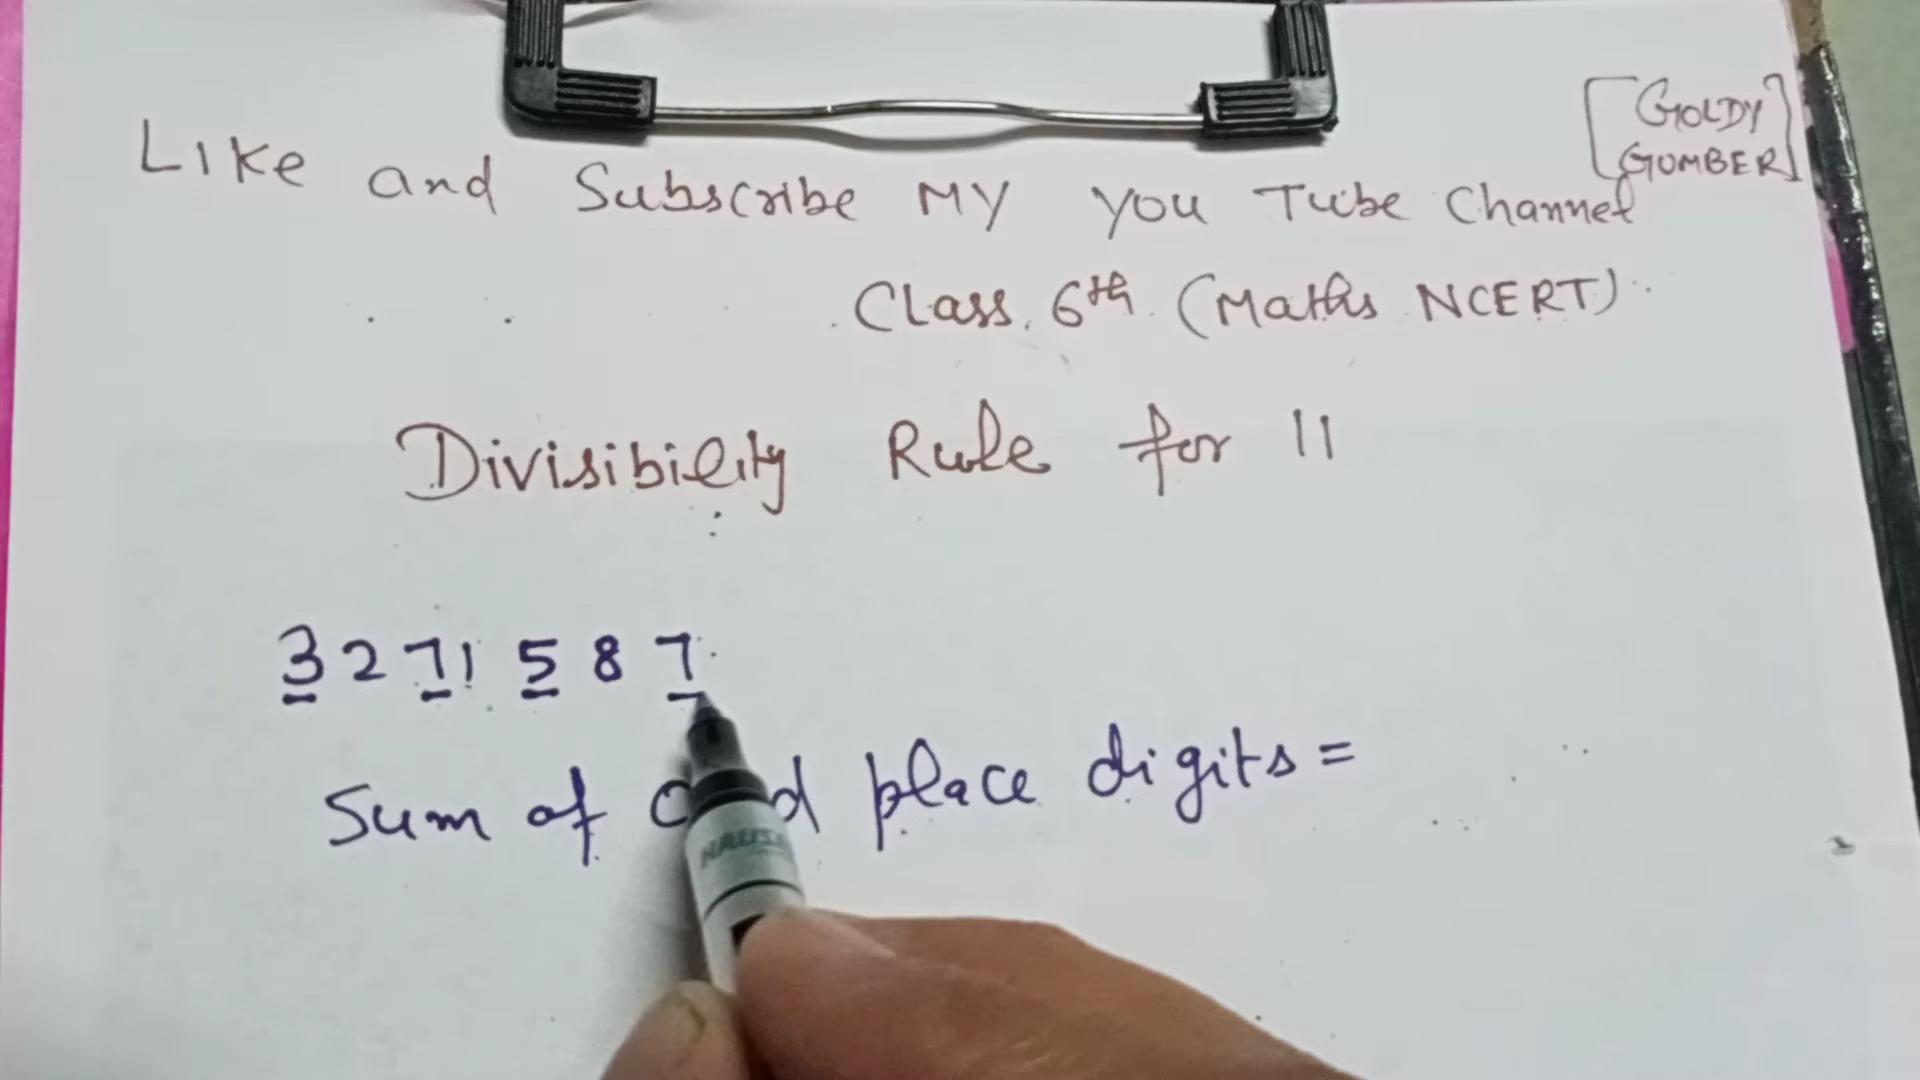 [GOLDY GUMBER]
Like and Subscribe My You Tube Channel
Class 6th (Maths NCERT)
Divisibility Rule for 11
3271587
Sum of place digits =